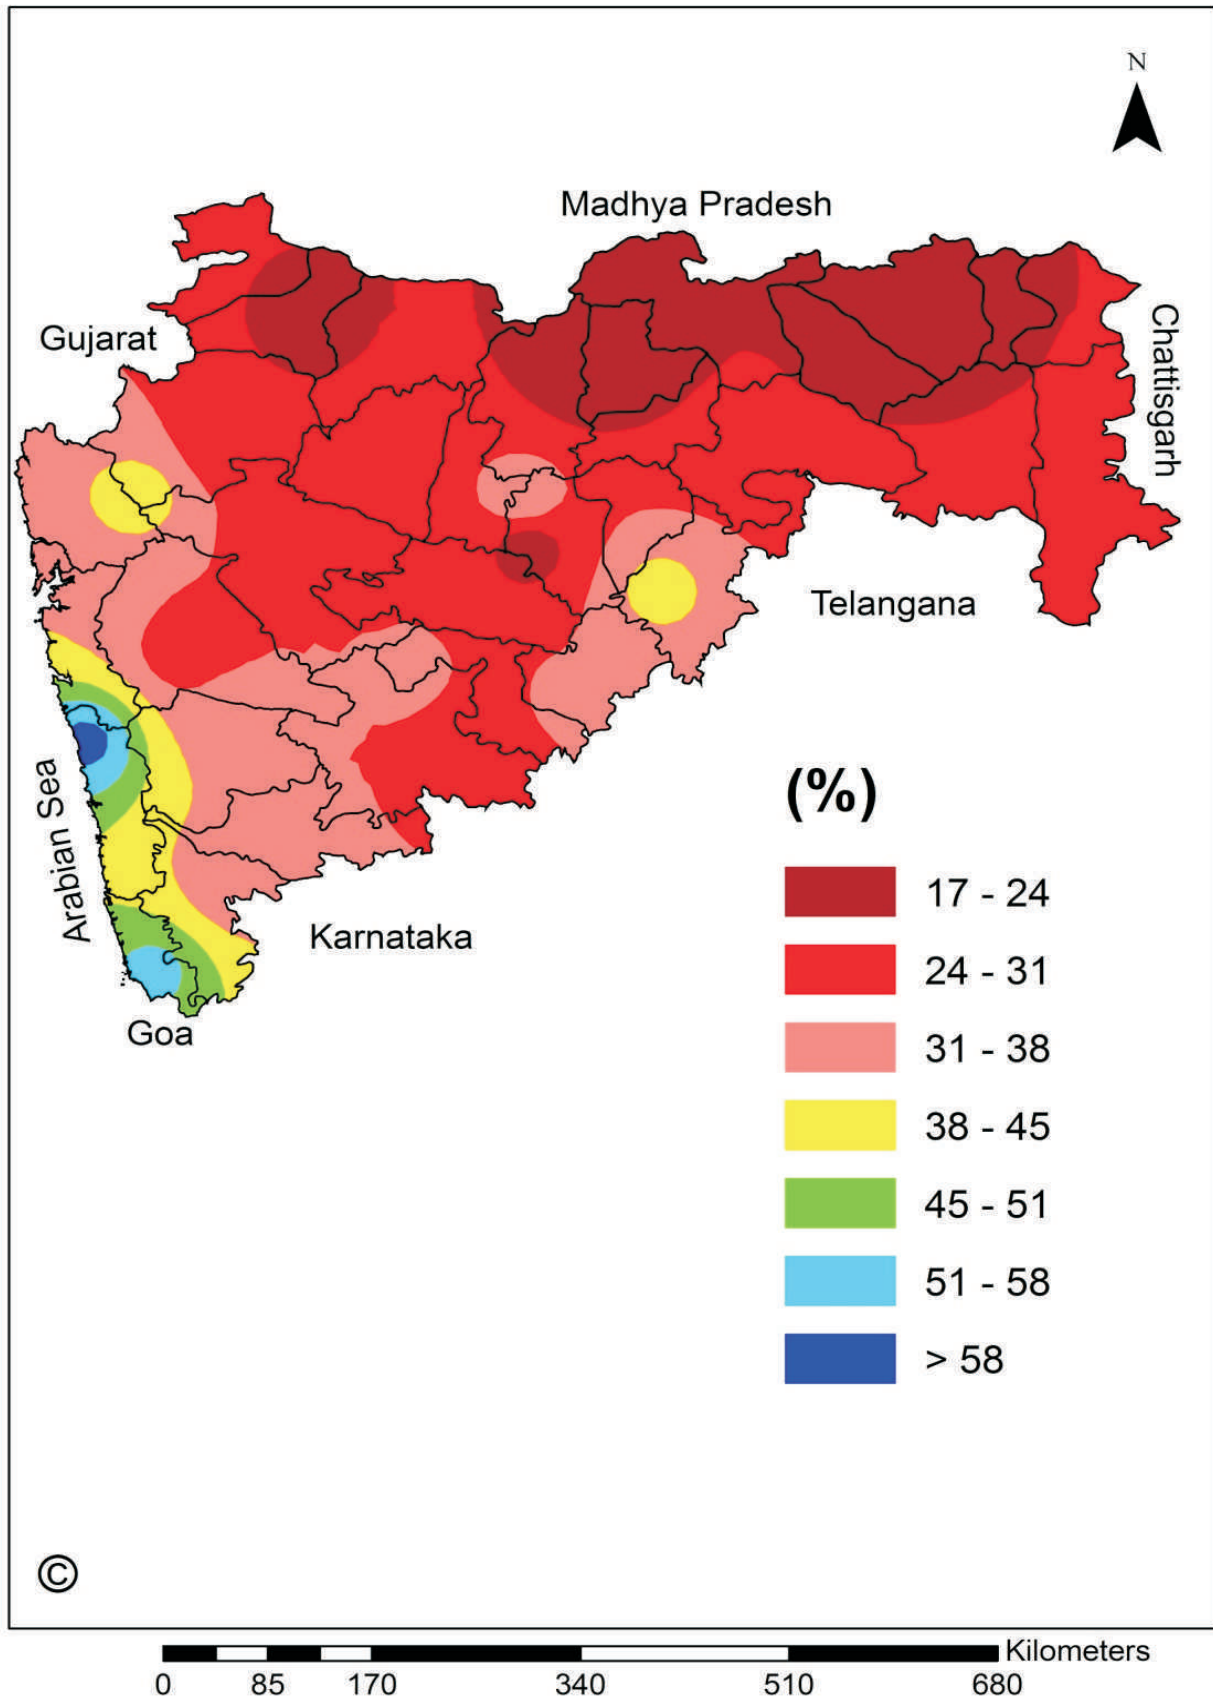 N
Madhya Pradesh
Gujarat
Chattisgarh
Telangana
Arabian Sea
Karnataka
Goa
(%)
17 - 24
24 - 31
31 - 38
38 - 45
45 - 51
51 - 58
> 58
©
Kilometers
0 85 170 340 510 680